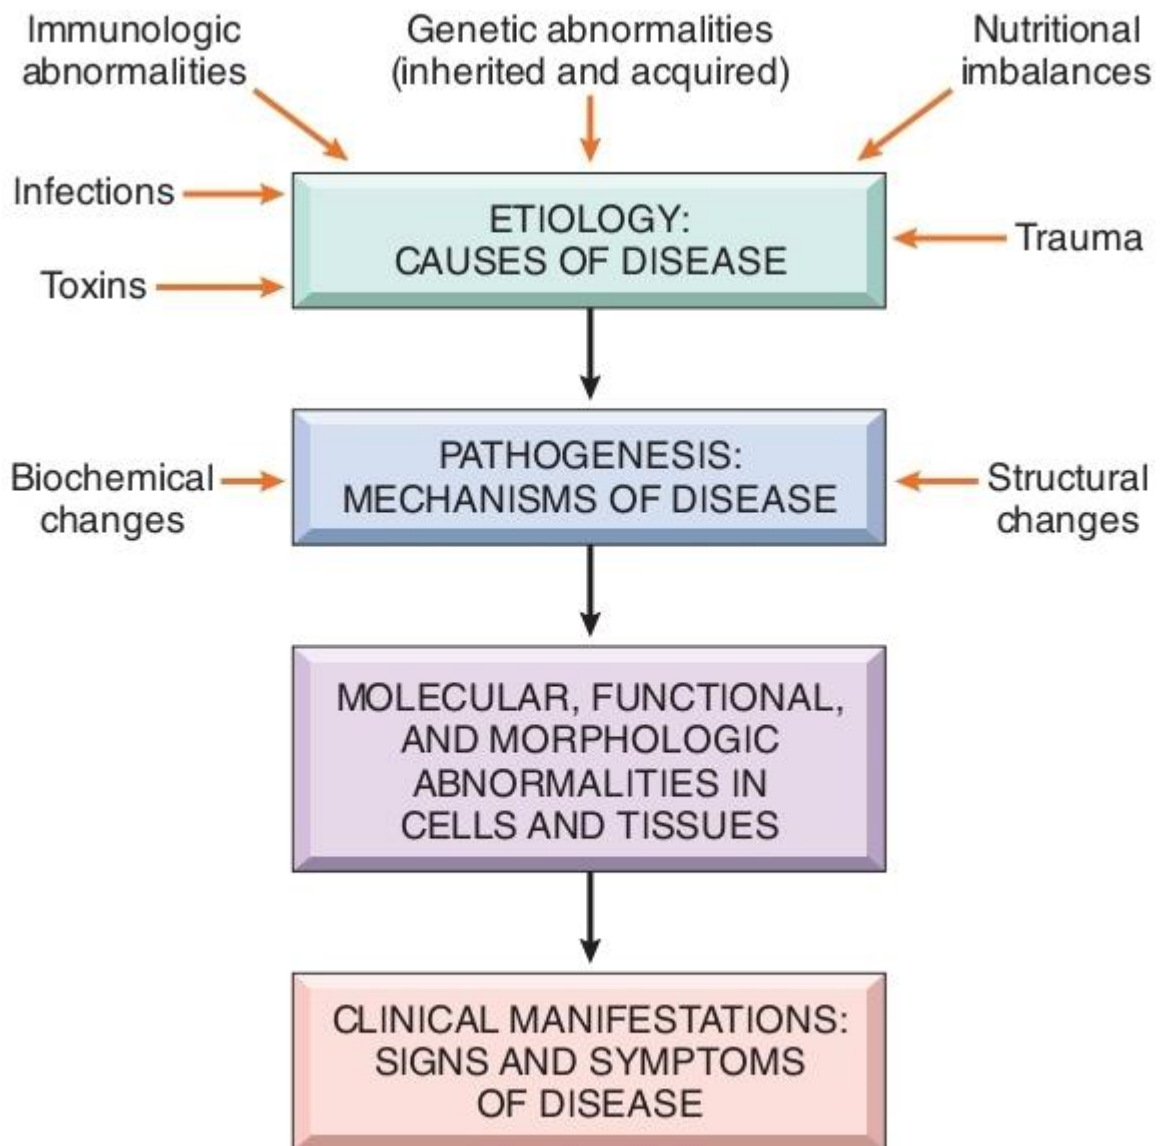 Immunologic
abnormalities
Genetic abnormalities
(inherited and acquired)
Nutritional
imbalances
Infections
Toxins
ETIOLOGY:
CAUSES OF DISEASE
Trauma
Biochemical
changes
PATHOGENESIS:
MECHANISMS OF DISEASE
Structural
changes
MOLECULAR, FUNCTIONAL,
AND MORPHOLOGIC
ABNORMALITIES IN
CELLS AND TISSUES
CLINICAL MANIFESTATIONS:
SIGNS AND SYMPTOMS
OF DISEASE